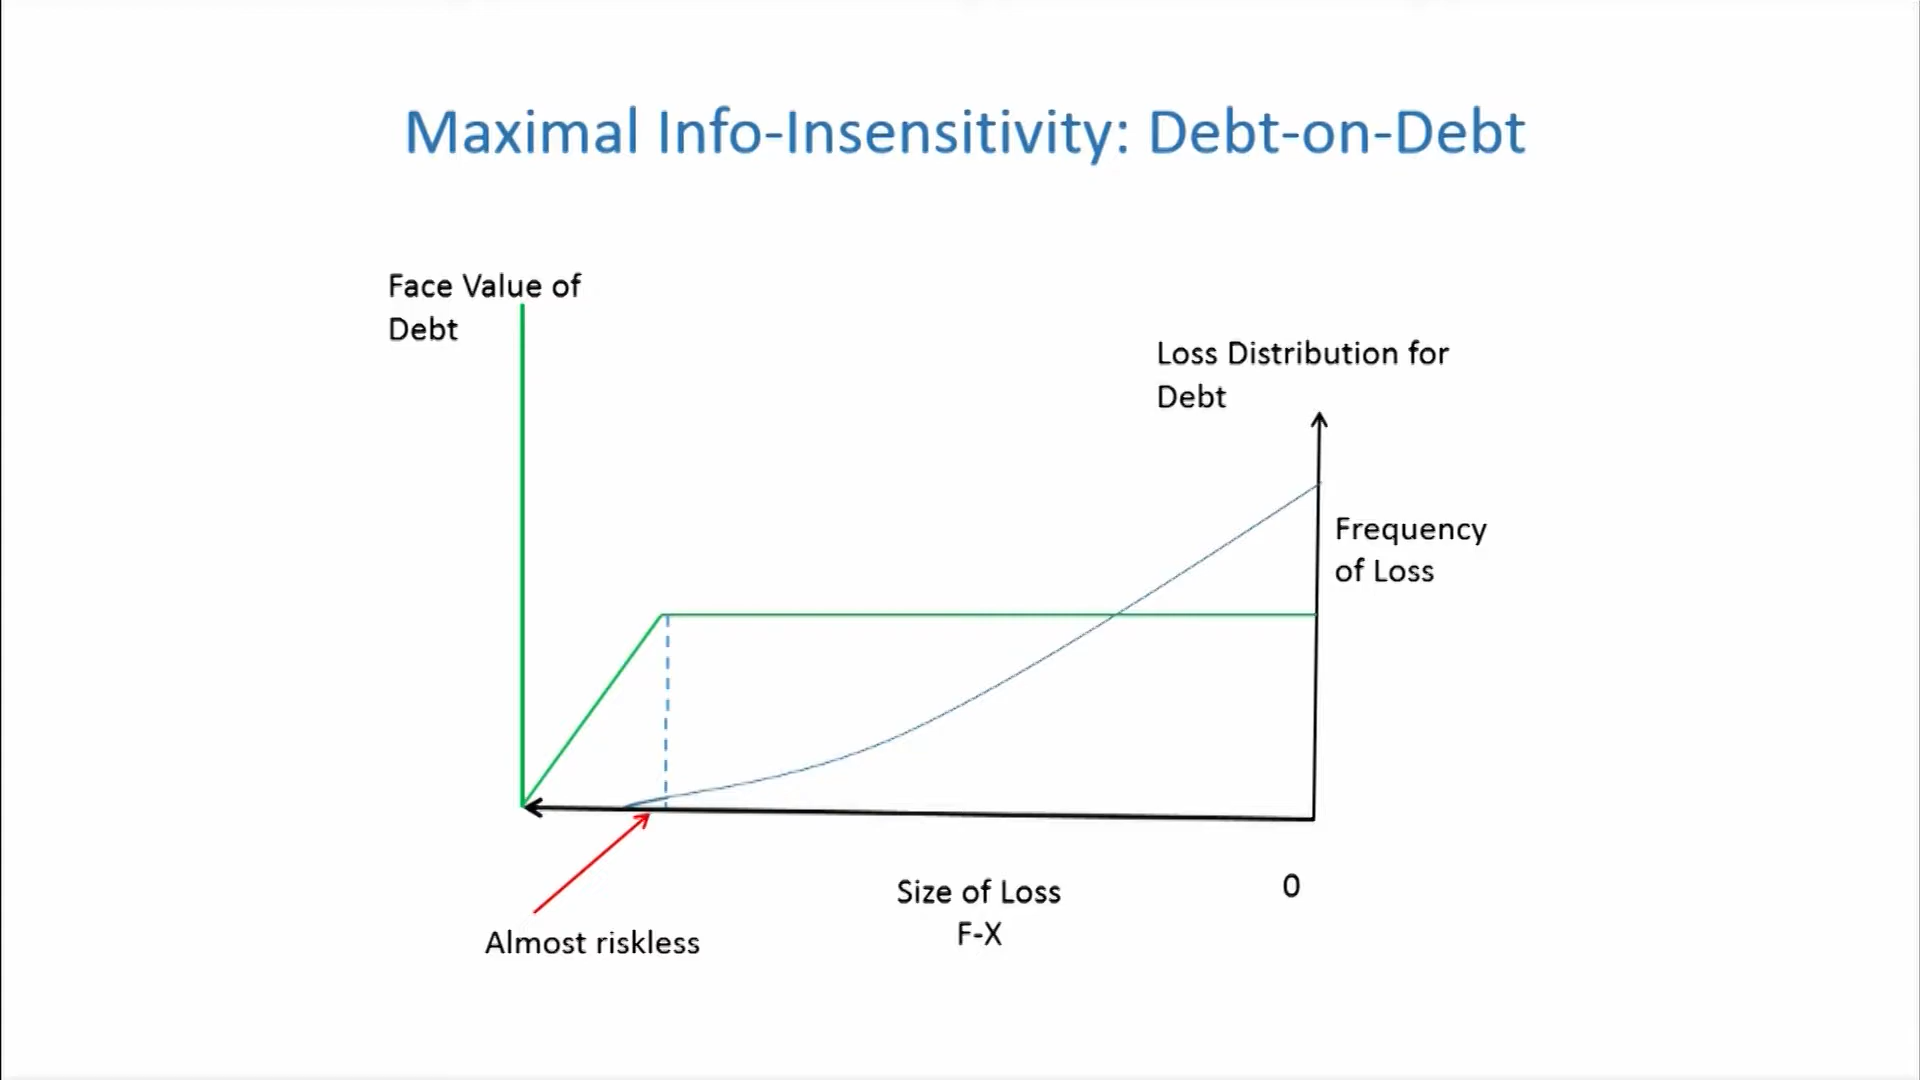 Maximal Info-Insensitivity: Debt-on-Debt
Face Value of
Debt
Loss Distribution for
Debt
Frequency
of Loss
Size of Loss
F-X
0
Almost riskless